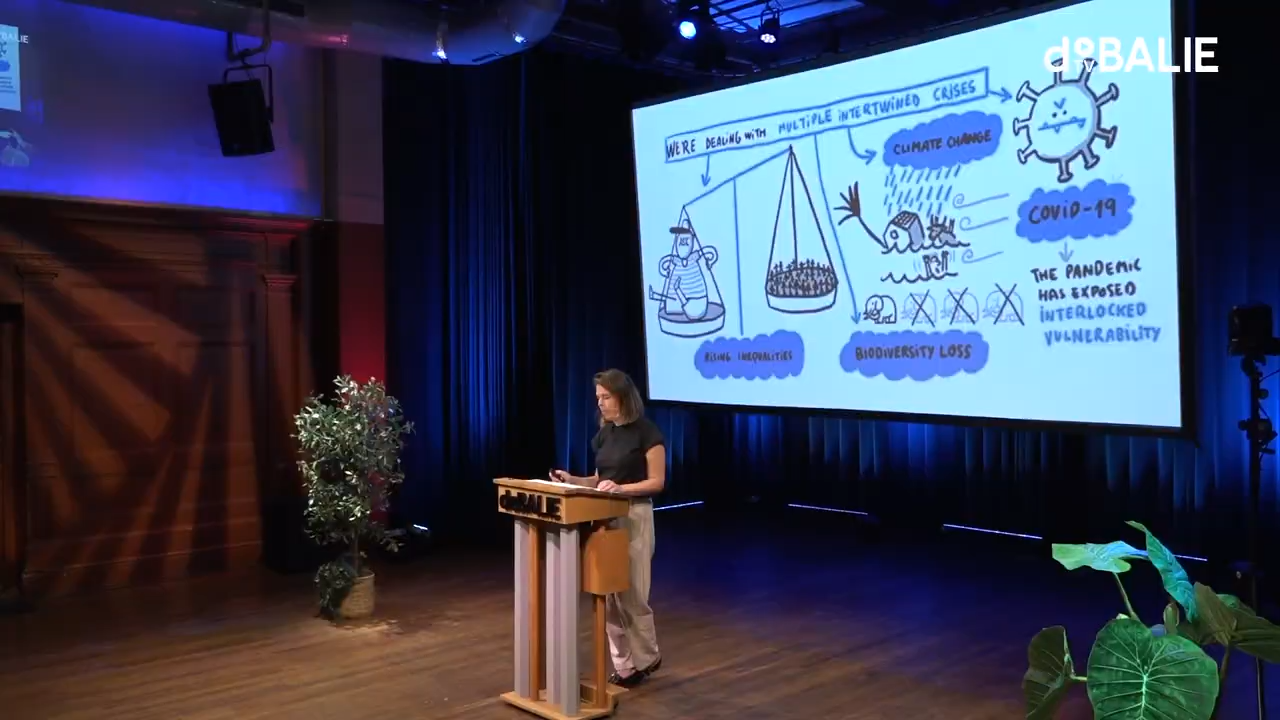 deBALIE
TV
WE'RE DEALING WITH MULTIPLE INTERTWINED CRISES
CLIMATE CHANGE
COVID-19
THE PANDEMIC
HAS EXPOSED
INTERLOCKED
VULNERABILITY
RISING INEQUALITIES
BIODIVERSITY LOSS
deBALIE